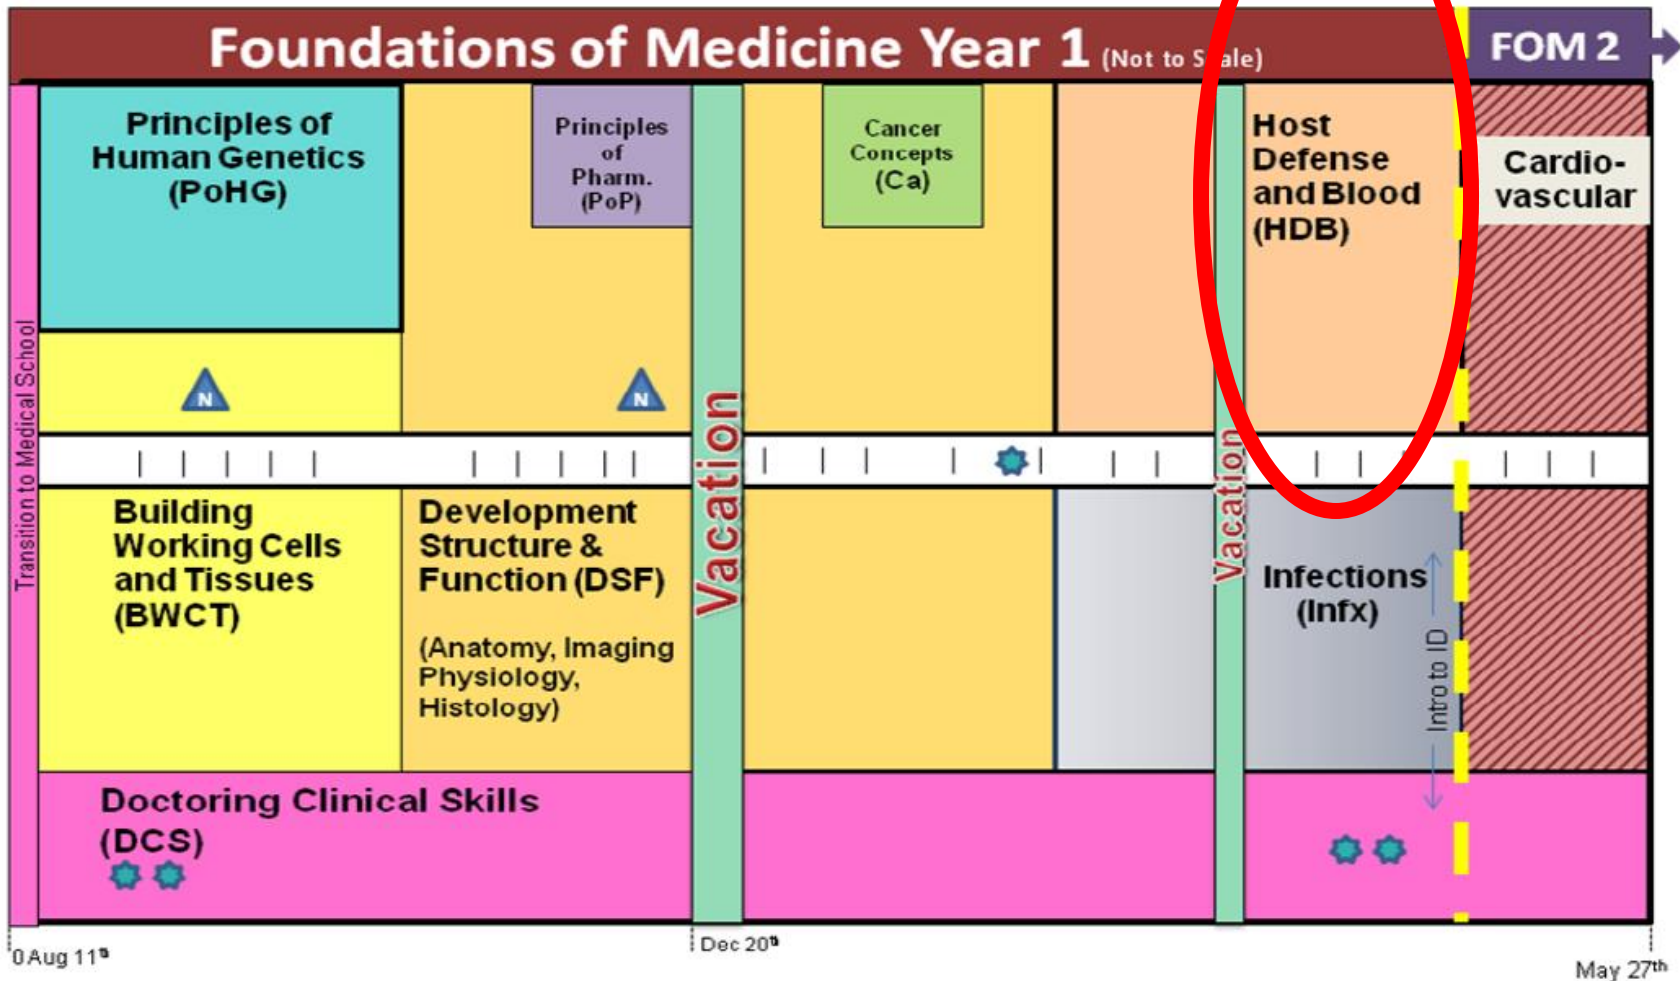 Foundations of Medicine Year 1 (Not to Scale)
FOM 2
Transition to Medical School
Principles of
Human Genetics
(PoHG)
Principles
of
Pharm.
(PoP)
Cancer
Concepts
(Ca)
Host
Defense
and Blood
(HDB)
Cardio-
vascular
N
N
Vacation
Vacation
Building
Working Cells
and Tissues
(BWCT)
Development
Structure &
Function (DSF)
(Anatomy, Imaging
Physiology,
Histology)
Infections
(Infx)
Intro to ID
Doctoring Clinical Skills
(DCS)
0 Aug 11th
Dec 20th
May 27th